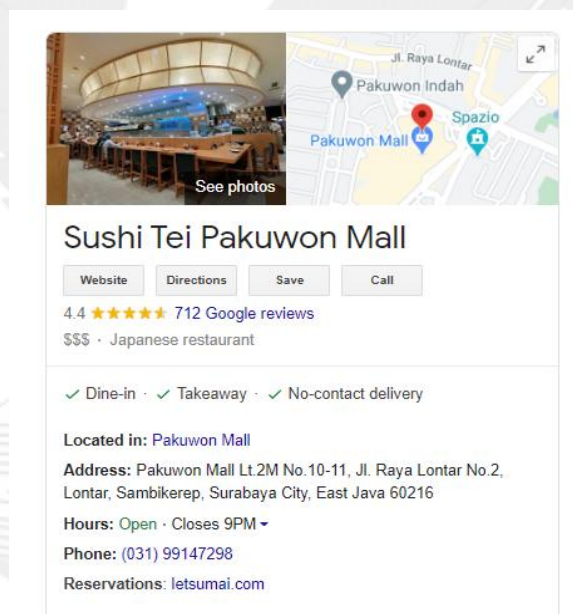 See photos
Jl. Raya Lontar
Pakuwon Indah
Spazio
Pakuwon Mall
Sushi Tei Pakuwon Mall
Website Directions Save Call
4.4 712 Google reviews
$$$ · Japanese restaurant
Dine-in · Takeaway · No-contact delivery
Located in: Pakuwon Mall
Address: Pakuwon Mall Lt.2M No.10-11, Jl. Raya Lontar No.2,
Lontar, Sambikerep, Surabaya City, East Java 60216
Hours: Open · Closes 9PM
Phone: (031) 99147298
Reservations: letsumai.com